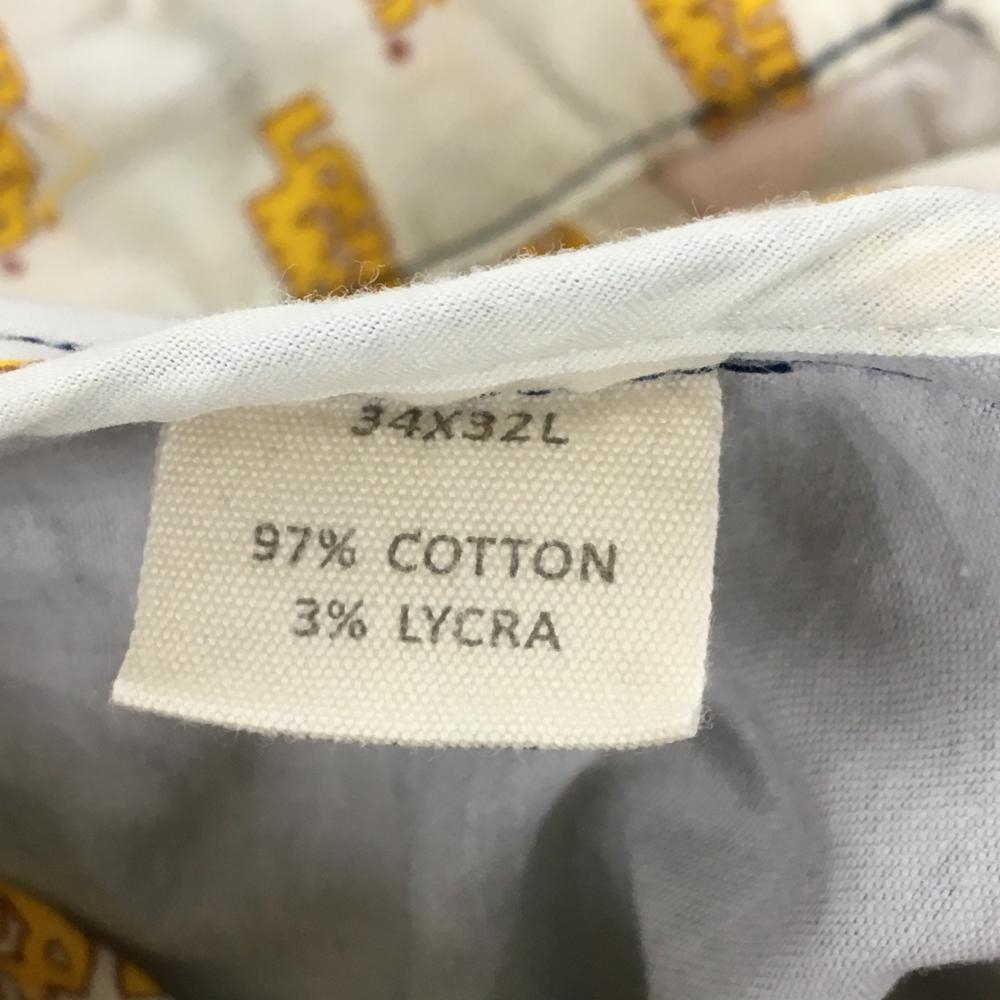 34X32L
97% COTTON
3% LYCRA